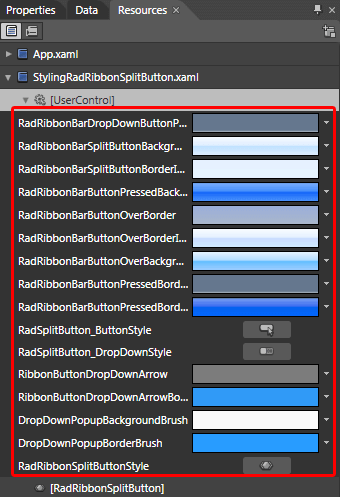 Properties Data Resources ×
App.xaml
StylingRadRibbonSplitButton.xaml
[UserControl]
RadRibbonBarDropDownButtonP...
RadRibbonBarSplitButtonBackgr...
RadRibbonBarSplitButtonBorderI...
RadRibbonBarButtonPressedBack...
RadRibbonBarButtonOverBorder
RadRibbonBarButtonOverBorderI...
RadRibbonBarButtonOverBackgr...
RadRibbonBarButtonPressedBord...
RadRibbonBarButtonPressedBord...
RadSplitButton_ButtonStyle
RadSplitButton_DropDownStyle
RibbonButtonDropDownArrow
RibbonButtonDropDownArrowBo...
DropDownPopupBackgroundBrush
DropDownPopupBorderBrush
RadRibbonSplitButtonStyle
[RadRibbonSplitButton]